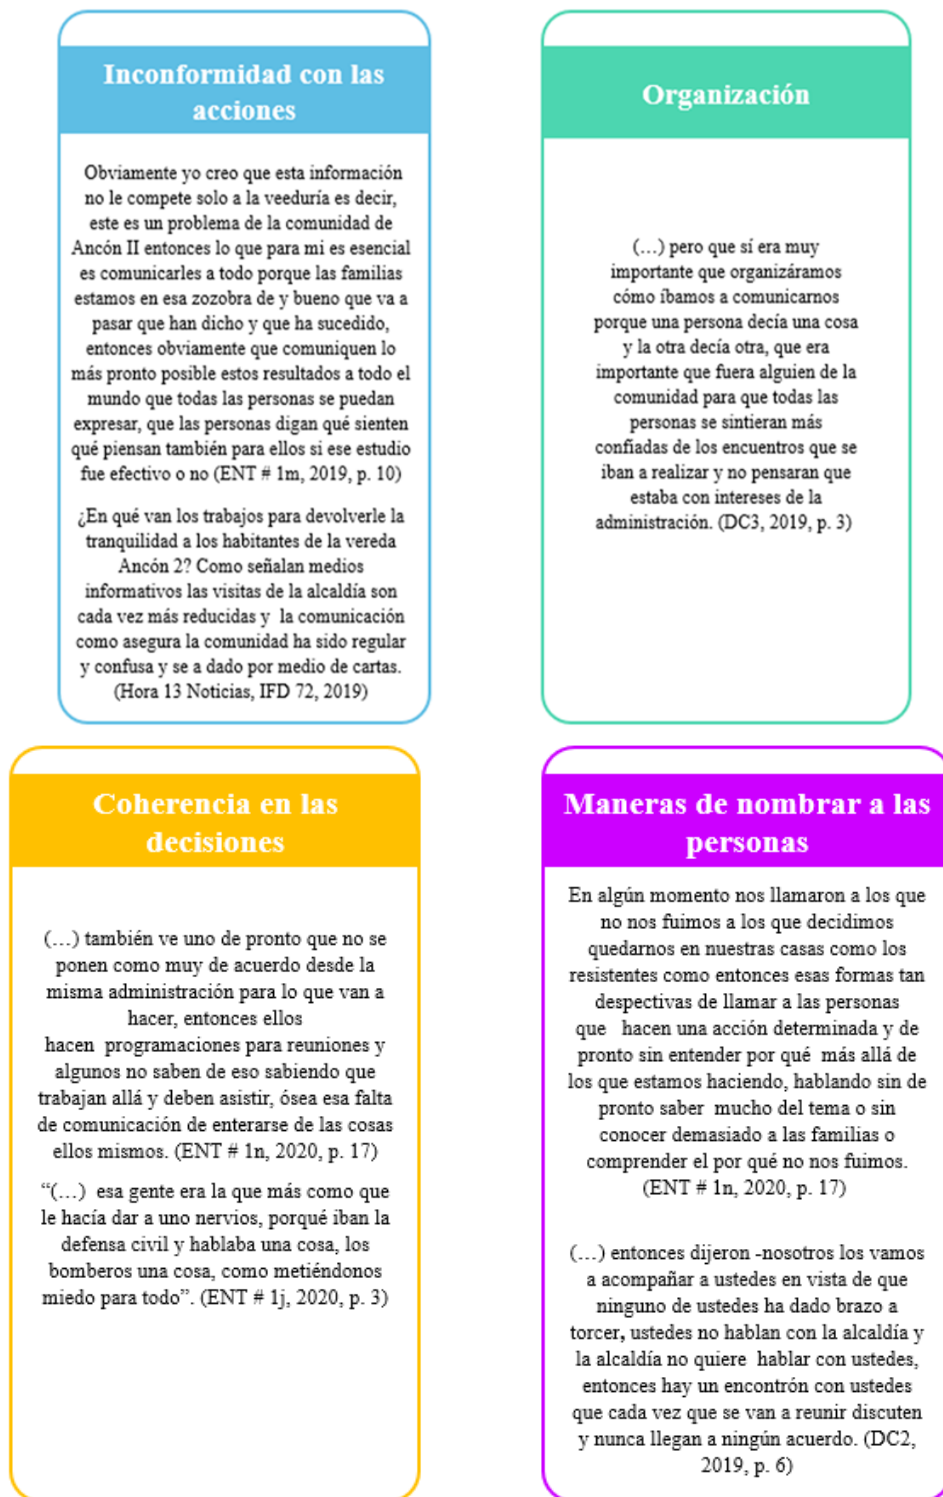 Inconformidad con las
acciones
Obviamente yo creo que esta información
no le compete solo a la veeduría es decir,
este es un problema de la comunidad de
Ancón II entonces lo que para mi es esencial
es comunicarles a todo porque las familias
estamos en esa zozobra de y bueno que va a
pasar que han dicho y que ha sucedido,
entonces obviamente que comuniquen lo
más pronto posible estos resultados a todo el
mundo que todas las personas se puedan
expresar, que las personas digan qué sienten
qué piensan también para ellos si ese estudio
fue efectivo o no (ENT # 1m, 2019, p. 10)
¿En qué van los trabajos para devolverle la
tranquilidad a los habitantes de la vereda
Ancón 2? Como señalan medios
informativos las visitas de la alcaldía son
cada vez más reducidas y  la comunicación
como asegura la comunidad ha sido regular
y confusa y se a dado por medio de cartas.
(Hora 13 Noticias, IFD 72, 2019)
Organización
(…) pero que sí era muy
importante que organizáramos
cómo íbamos a comunicarnos
porque una persona decía una cosa
y la otra decía otra, que era
importante que fuera alguien de la
comunidad para que todas las
personas se sintieran más
confiadas de los encuentros que se
iban a realizar y no pensaran que
estaba con intereses de la
administración. (DC3, 2019, p. 3)
Coherencia en las
decisiones
(…) también ve uno de pronto que no se
ponen como muy de acuerdo desde la
misma administración para lo que van a
hacer, entonces ellos
hacen  programaciones para reuniones y
algunos no saben de eso sabiendo que
trabajan allá y deben asistir, ósea esa falta
de comunicación de enterarse de las cosas
ellos mismos. (ENT # 1n, 2020, p. 17)
“(…)  esa gente era la que más como que
le hacía dar a uno nervios, porqué iban la
defensa civil y hablaba una cosa, los
bomberos una cosa, como metiéndonos
miedo para todo”. (ENT # 1j, 2020, p. 3)
Maneras de nombrar a las
personas
En algún momento nos llamaron a los que
no nos fuimos a los que decidimos
quedarnos en nuestras casas como los
resistentes como entonces esas formas tan
despectivas de llamar a las personas
que   hacen una acción determinada y de
pronto sin entender por qué  más allá de
los que estamos haciendo, hablando sin de
pronto saber  mucho del tema o sin
conocer demasiado a las familias o
comprender el por qué no nos fuimos.
(ENT # 1n, 2020, p. 17)
(…) entonces dijeron -nosotros los vamos
a acompañar a ustedes en vista de que
ninguno de ustedes ha dado brazo a
torcer, ustedes no hablan con la alcaldía y
la alcaldía no quiere  hablar con ustedes,
entonces hay un encontrón con ustedes
que cada vez que se van a reunir discuten
y nunca llegan a ningún acuerdo. (DC2,
2019, p. 6)